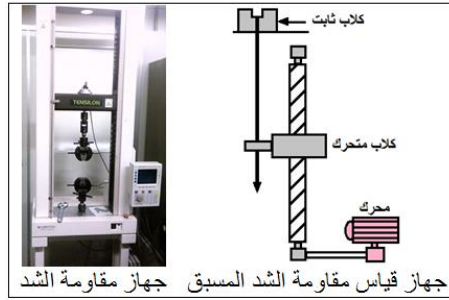 كلاب ثابت
TENSILON
كلاب متحرك
محرك
جهاز قياس مقاومة الشد المسبق
جهاز مقاومة الشد